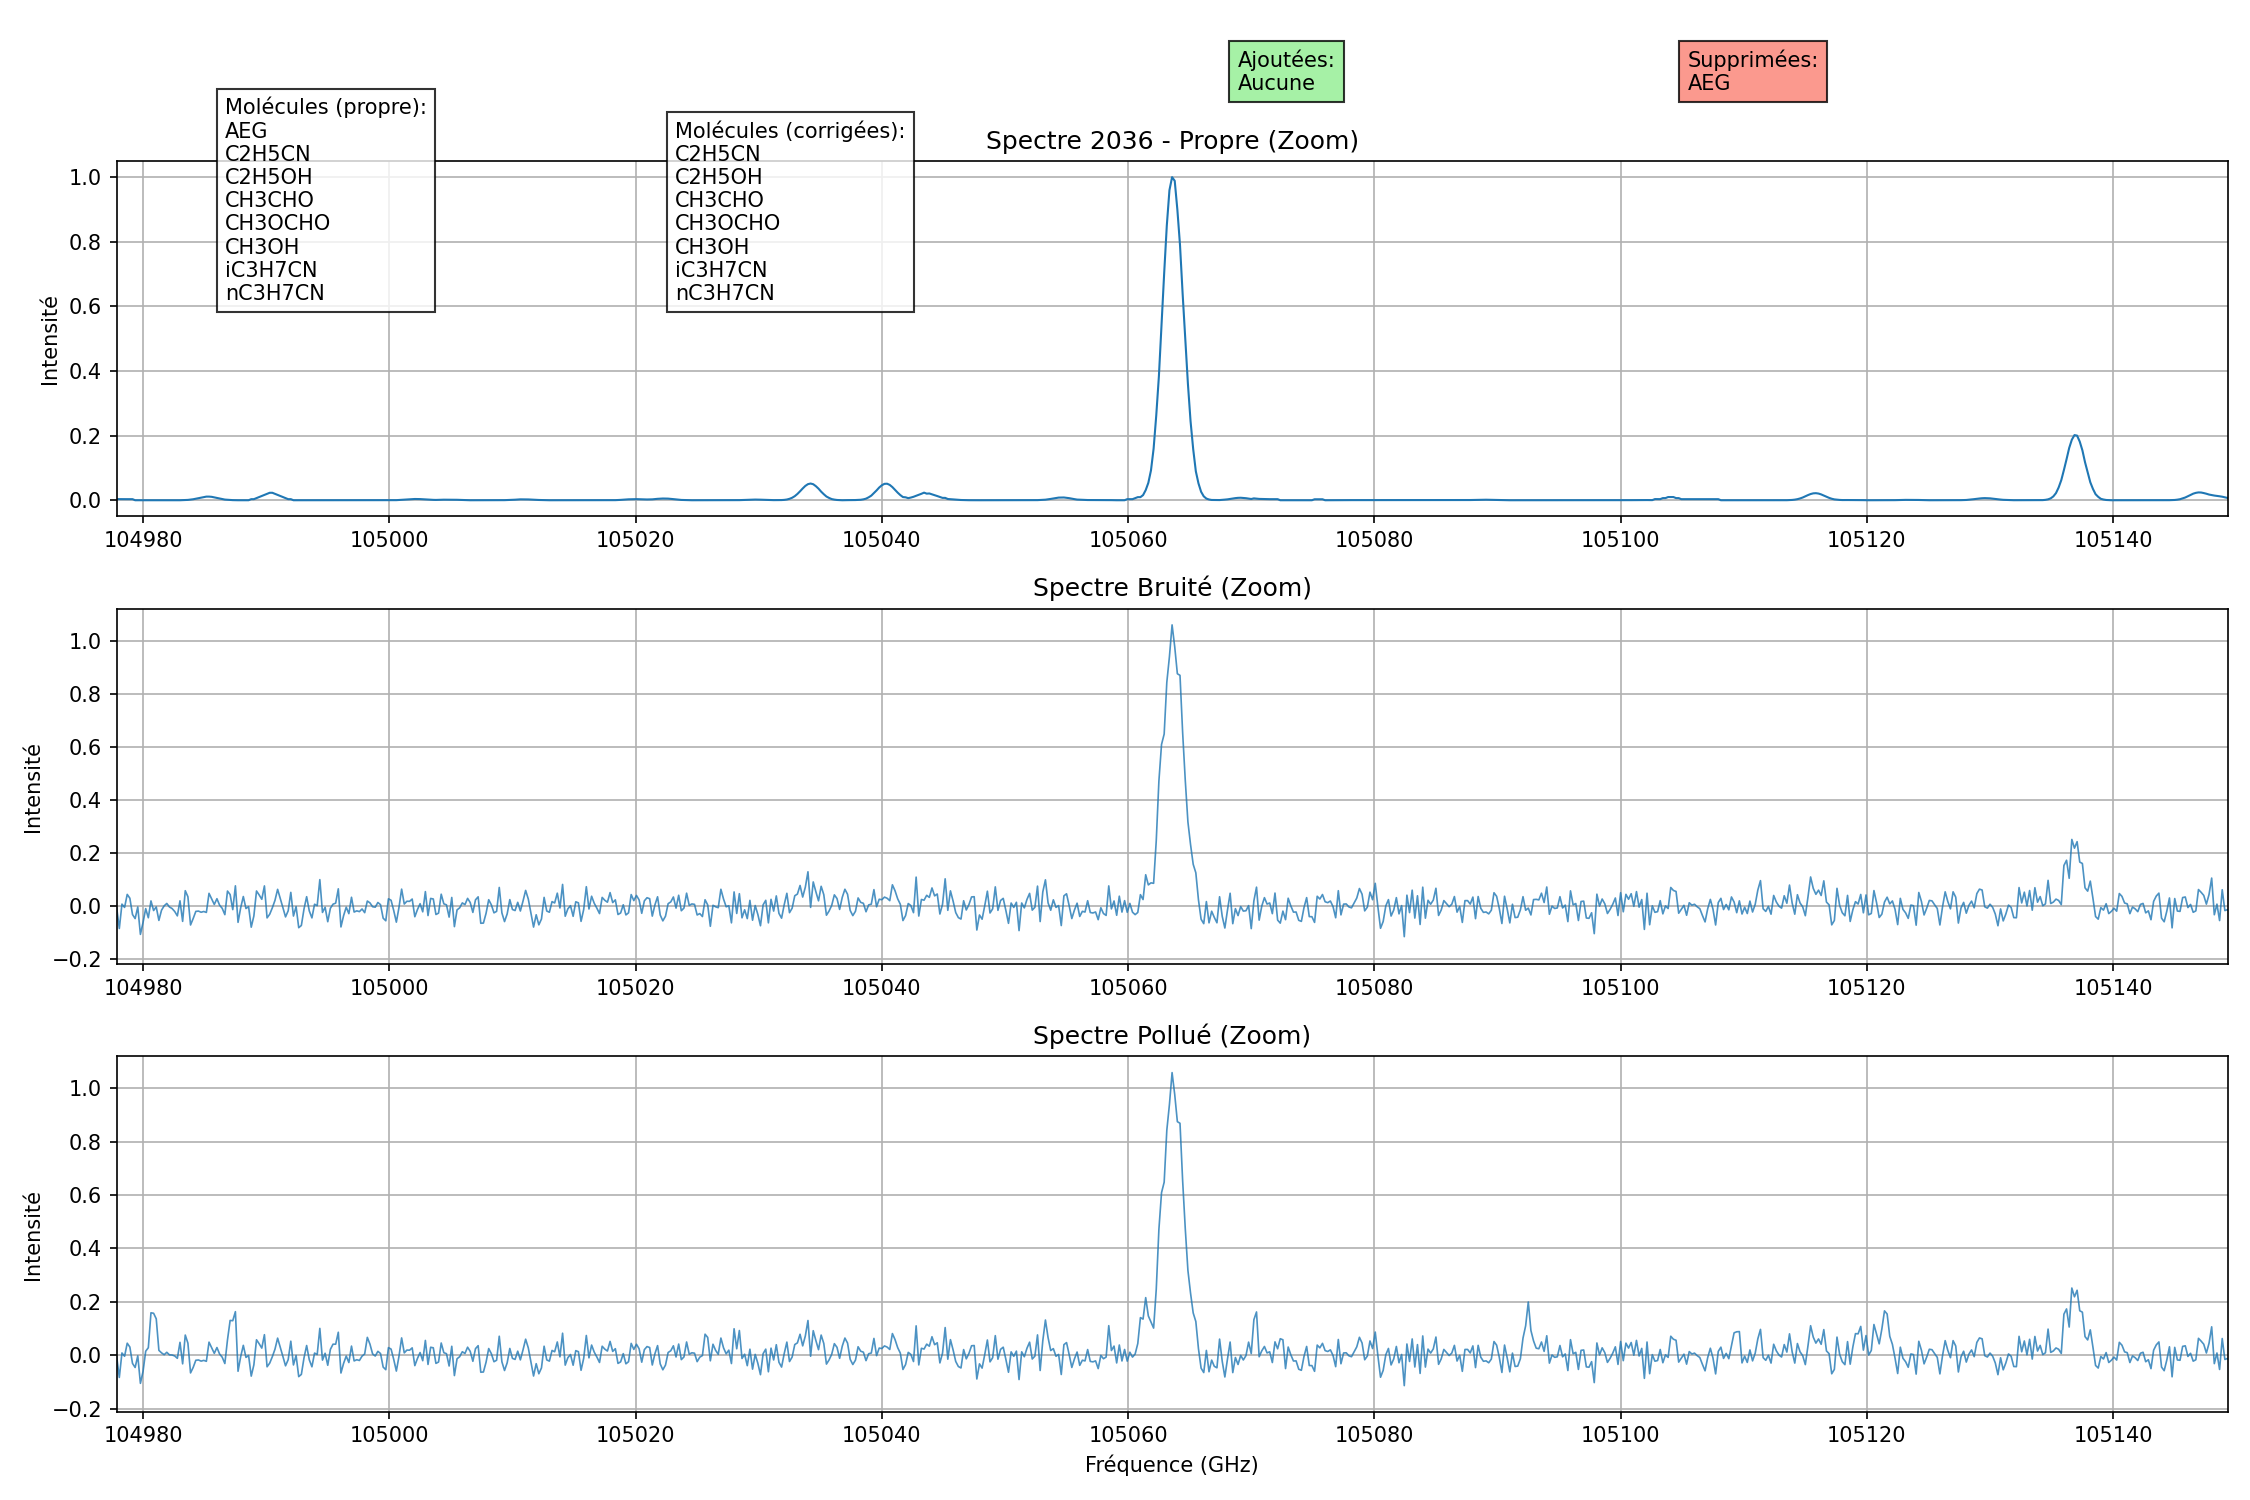 Ajoutées:
Aucune
Supprimées:
AEG
Molécules (propre):
AEG
C2H5CN
C2H5OH
CH3CHO
CH3OCHO
CH3OH
iC3H7CN
nC3H7CN
Molécules (corrigées):
C2H5CN
C2H5OH
CH3CHO
CH3OCHO
CH3OH
iC3H7CN
nC3H7CN
Spectre 2036 - Propre (Zoom)
Intensité
1.0
0.8
0.6
0.4
0.2
0.0
104980 105000 105020 105040 105060 105080 105100 105120 105140
Spectre Bruité (Zoom)
Intensité
1.0
0.8
0.6
0.4
0.2
0.0
−0.2
104980 105000 105020 105040 105060 105080 105100 105120 105140
Spectre Pollué (Zoom)
Intensité
1.0
0.8
0.6
0.4
0.2
0.0
−0.2
104980 105000 105020 105040 105060 105080 105100 105120 105140
Fréquence (GHz)